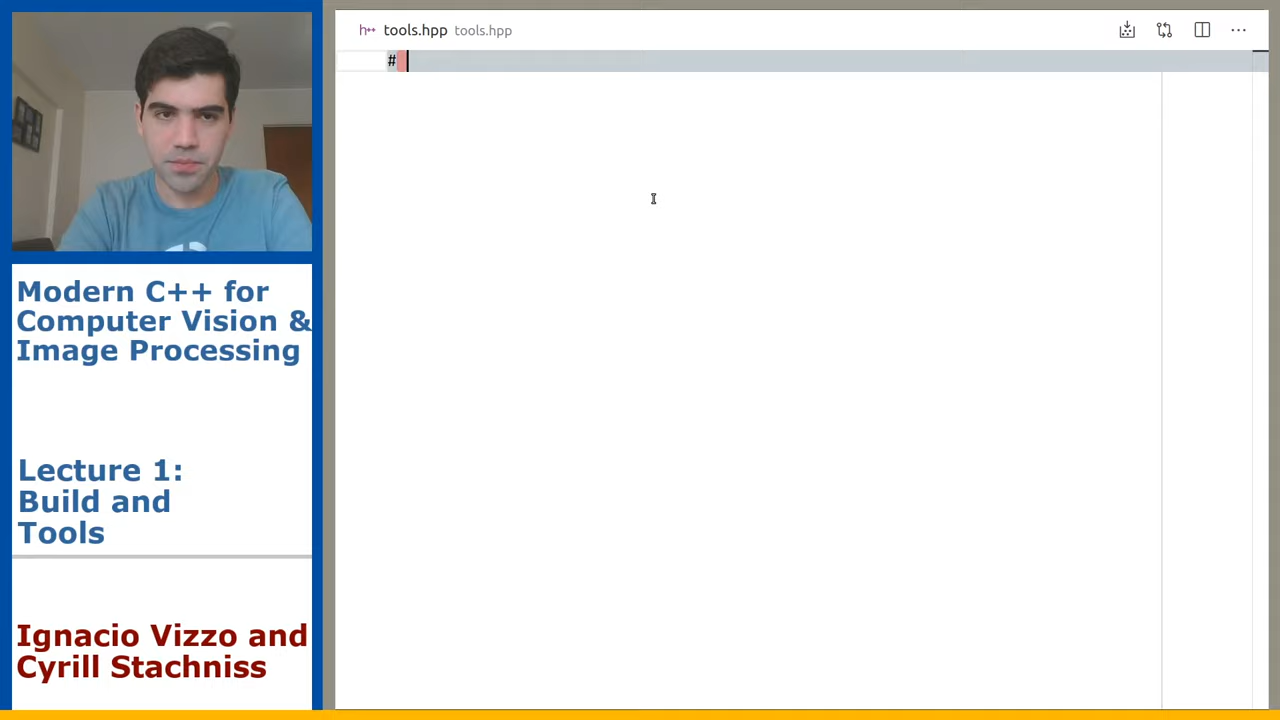 h++ tools.hpp tools.hpp
#
Modern C++ for
Computer Vision &
Image Processing
Lecture 1:
Build and
Tools
Ignacio Vizzo and
Cyrill Stachniss